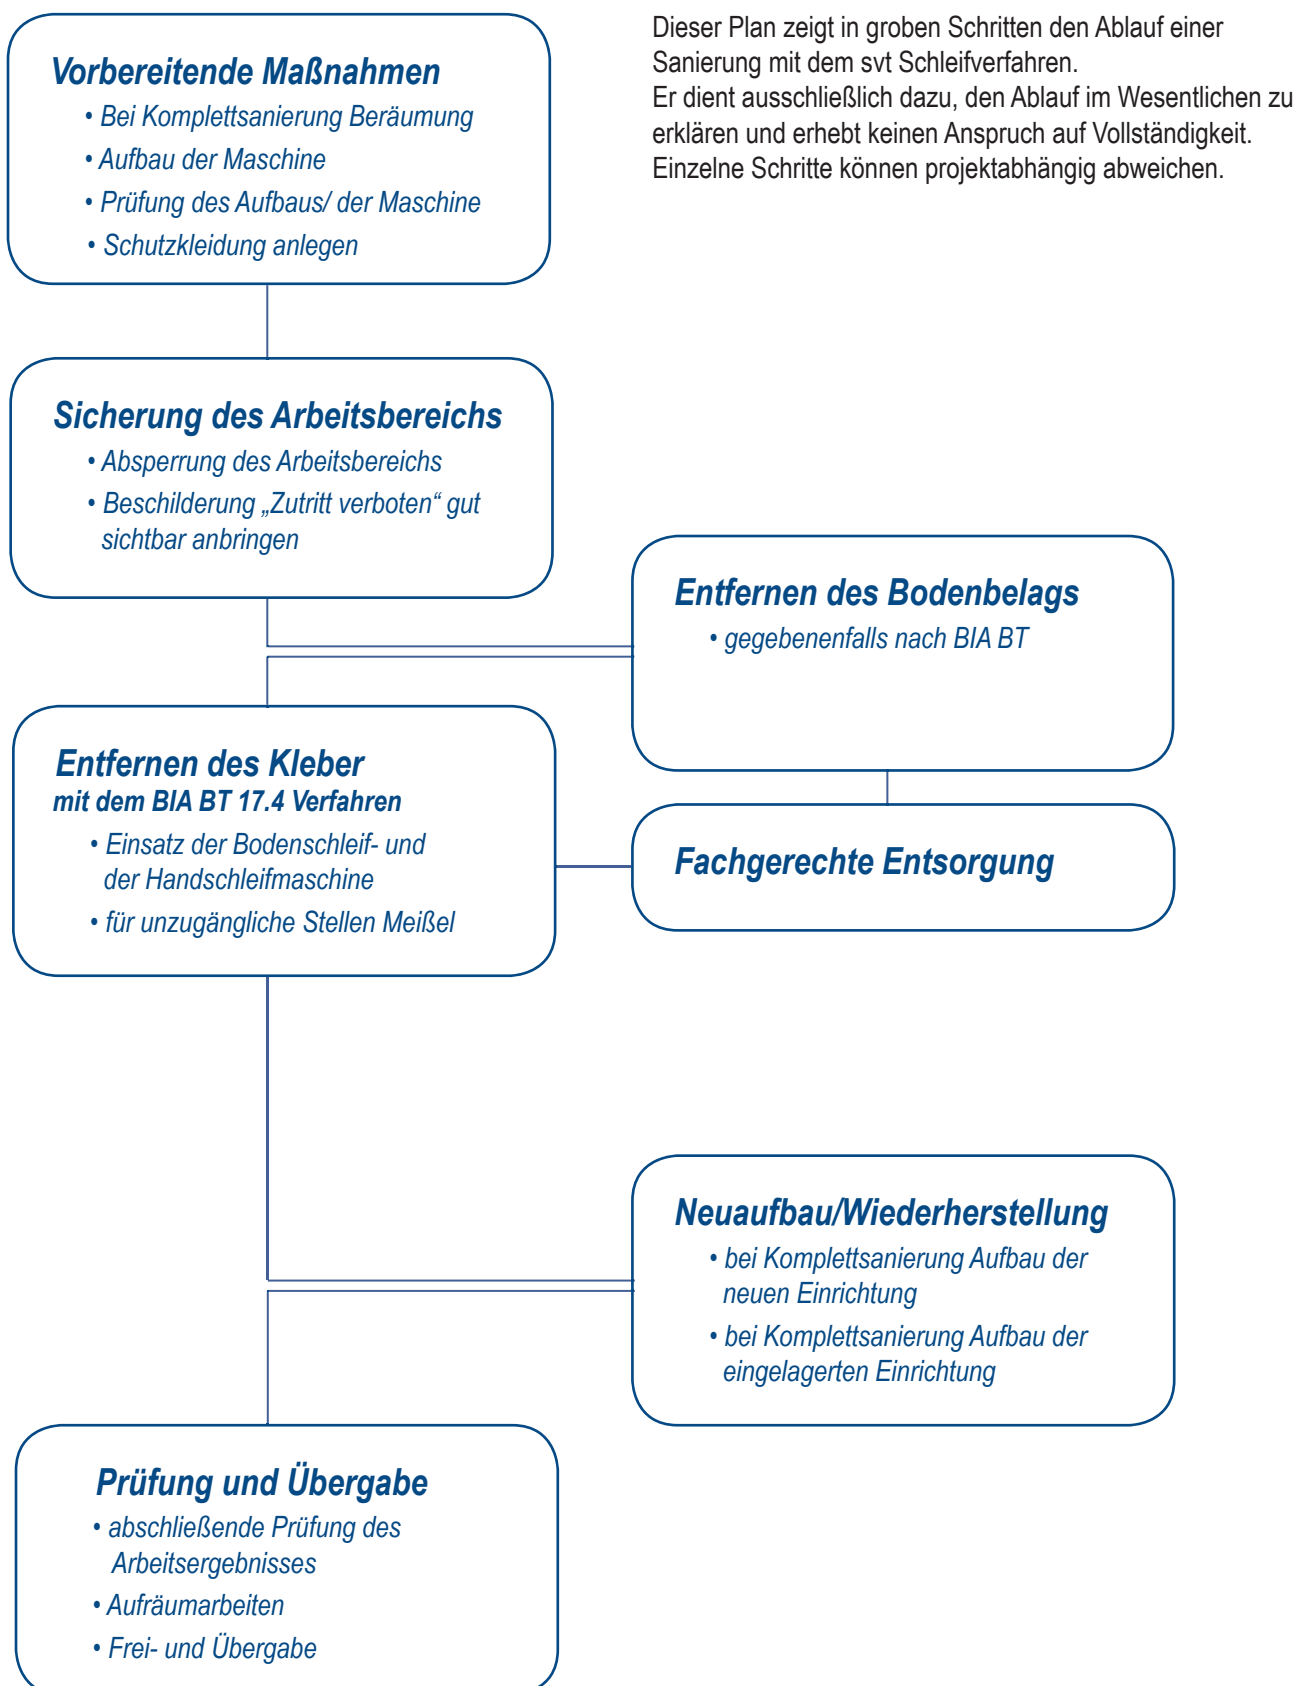 Dieser Plan zeigt in groben Schritten den Ablauf einer
Sanierung mit dem svt Schleifverfahren.
Er dient ausschließlich dazu, den Ablauf im Wesentlichen zu
erklären und erhebt keinen Anspruch auf Vollständigkeit.
Einzelne Schritte können projektabhängig abweichen.
Vorbereitende Maßnahmen
• Bei Komplettsanierung Beräumung
• Aufbau der Maschine
• Prüfung des Aufbaus/ der Maschine
• Schutzkleidung anlegen
Sicherung des Arbeitsbereichs
• Absperrung des Arbeitsbereichs
• Beschilderung „Zutritt verboten“ gut
sichtbar anbringen
Entfernen des Bodenbelags
• gegebenenfalls nach BIA BT
Entfernen des Kleber
mit dem BIA BT 17.4 Verfahren
• Einsatz der Bodenschleif- und
der Handschleifmaschine
• für unzugängliche Stellen Meißel
Fachgerechte Entsorgung
Neuaufbau/Wiederherstellung
• bei Komplettsanierung Aufbau der
neuen Einrichtung
• bei Komplettsanierung Aufbau der
eingelagerten Einrichtung
Prüfung und Übergabe
• abschließende Prüfung des
Arbeitsergebnisses
• Aufräumarbeiten
• Frei- und Übergabe